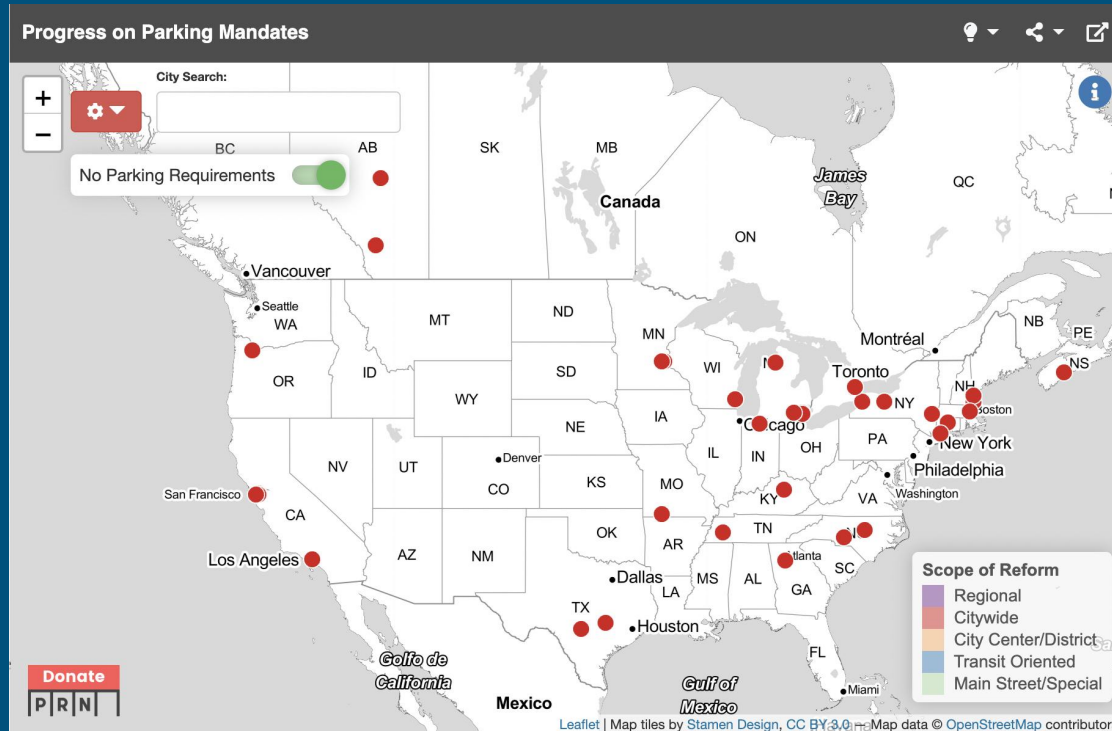 Progress on Parking Mandates
+
−
City Search:
No Parking Requirements
BC
AB
SK
MB
ON
QC
NB
PE
NS
Canada
James
Bay
Vancouver
Seattle
WA
MT
ND
MN
Montréal
OR
ID
SD
WI
Toronto
NH
WY
IA
NY
Boston
NE
Chicago
PA
New York
NV
UT
Denver
IL
IN
OH
Philadelphia
San Francisco
CO
KS
MO
KY
VA
Washington
CA
Los Angeles
AZ
NM
OK
AR
TN
Atlanta
SC
Dallas
LA
MS
AL
GA
TX
Houston
FL
Miami
Golfo de
California
Gulf of
Mexico
Mexico
Scope of Reform
Regional
Citywide
City Center/District
Transit Oriented
Main Street/Special
Donate
PRN
Leaflet | Map tiles by Stamen Design, CC BY 3.0 — Map data © OpenStreetMap contributor